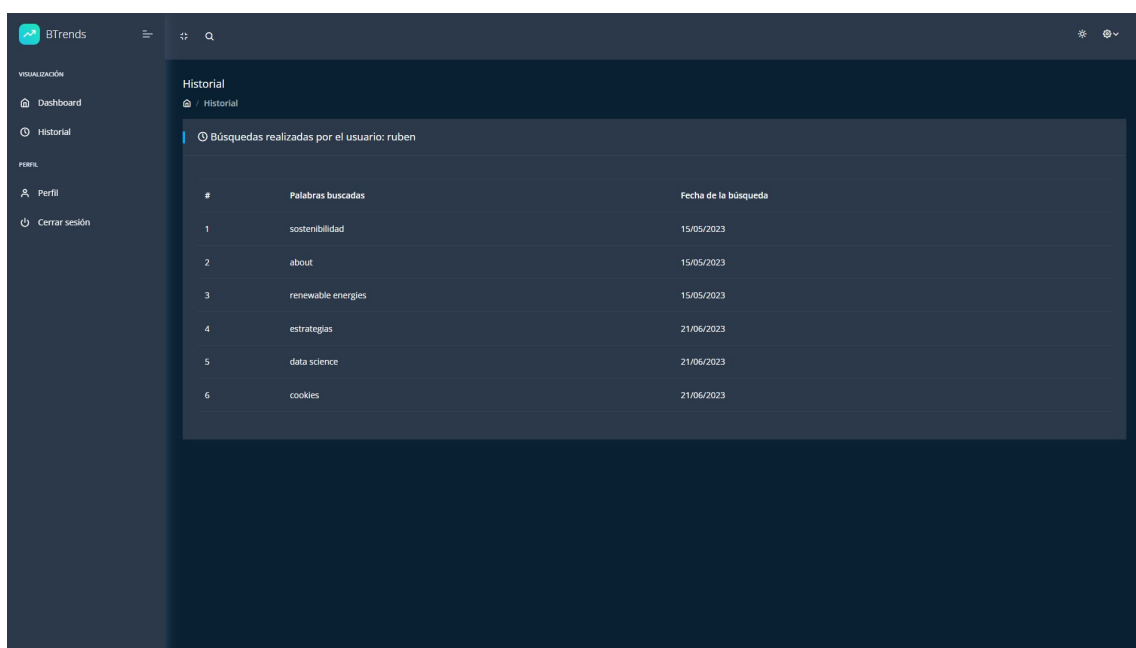 BTrends
VISUALIZACIÓN
Dashboard
Historial
PERFIL
Perfil
Cerrar sesión
Historial
/ Historial
Búsquedas realizadas por el usuario: ruben
# Palabras buscadas Fecha de la búsqueda
1 sostenibilidad 15/05/2023
2 about 15/05/2023
3 renewable energies 15/05/2023
4 estrategias 21/06/2023
5 data science 21/06/2023
6 cookies 21/06/2023